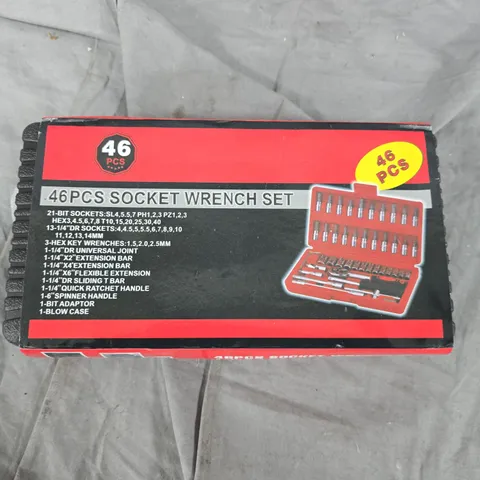 46
PCS
46
PCS
46PCS SOCKET WRENCH SET
21-BIT SOCKETS:SL4,5.5,7 PH1,2,3 PZ1,2,3
HEX3,4,5,6,7,8 T10,15,20,25,30,40
13-1/4"DR SOCKETS:4,4.5,5,5.5,6,7,8,9,10
11,12,13,14MM
3-HEX KEY WRENCHES:1.5,2.0,2.5MM
1-1/4"DR UNIVERSAL JOINT
1-1/4"X2"EXTENSION BAR
1-1/4"X4"EXTENSION BAR
1-1/4"X6"FLEXIBLE EXTENSION
1-1/4"DR SLIDING T BAR
1-1/4"QUICK RATCHET HANDLE
1-6"SPINNER HANDLE
1-BIT ADAPTOR
1-BLOW CASE
SOCKET